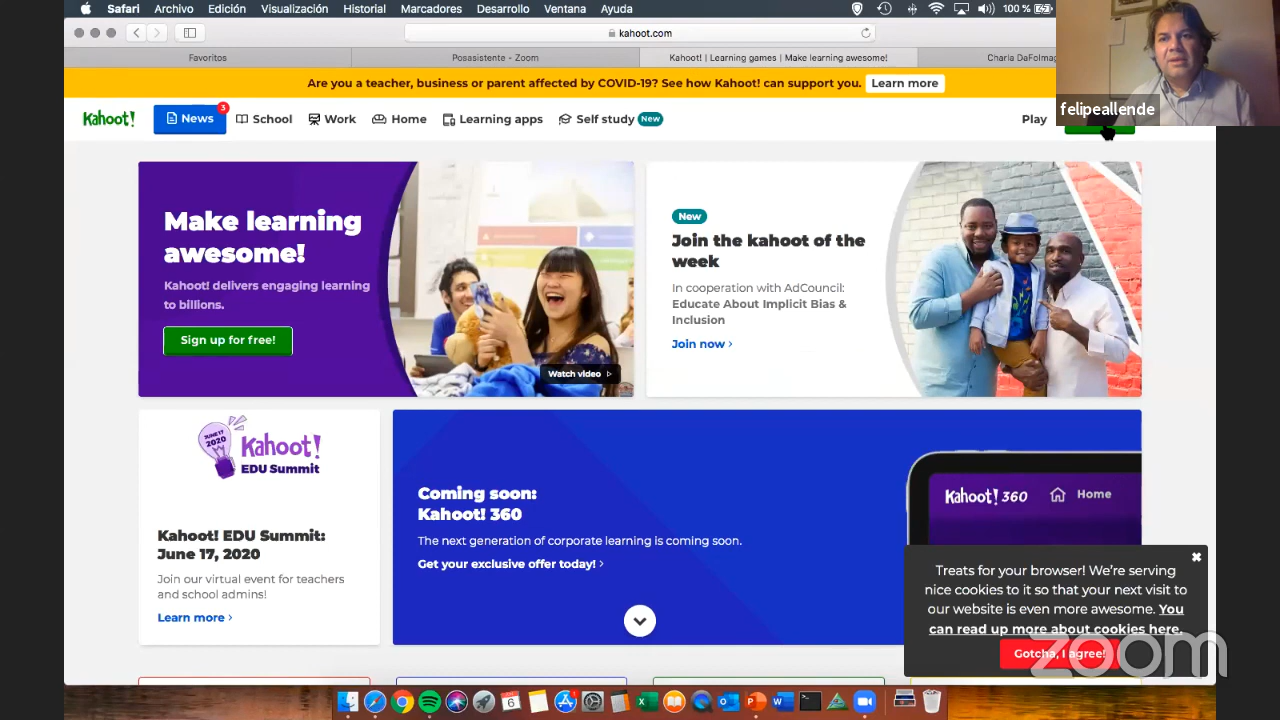 Safari Archivo Edición Visualización Historial Marcadores Desarrollo Ventana Ayuda 100 %
kahoot.com
Favoritos Posasistente - Zoom Kahoot! | Learning games | Make learning awesome! Charla DaFoImag
Are you a teacher, business or parent affected by COVID-19? See how Kahoot! can support you. Learn more
felipeallende
Kahoot! News 3 School Work Home Learning apps Self study New Play
Make learning
awesome!
Kahoot! delivers engaging learning
to billions.
Sign up for free!
Watch video
New
Join the kahoot of the
week
In cooperation with AdCouncil:
Educate About Implicit Bias &
Inclusion
Join now ›
JUNE 17
2020
Kahoot!
EDU Summit
Kahoot! EDU Summit:
June 17, 2020
Join our virtual event for teachers
and school admins!
Learn more ›
Coming soon:
Kahoot! 360
The next generation of corporate learning is coming soon.
Get your exclusive offer today! ›
Kahoot! 360 Home
Treats for your browser! We're serving
nice cookies to it so that your next visit to
our website is even more awesome. You
can read up more about cookies here.
Gotcha, I agree!
zoom
6